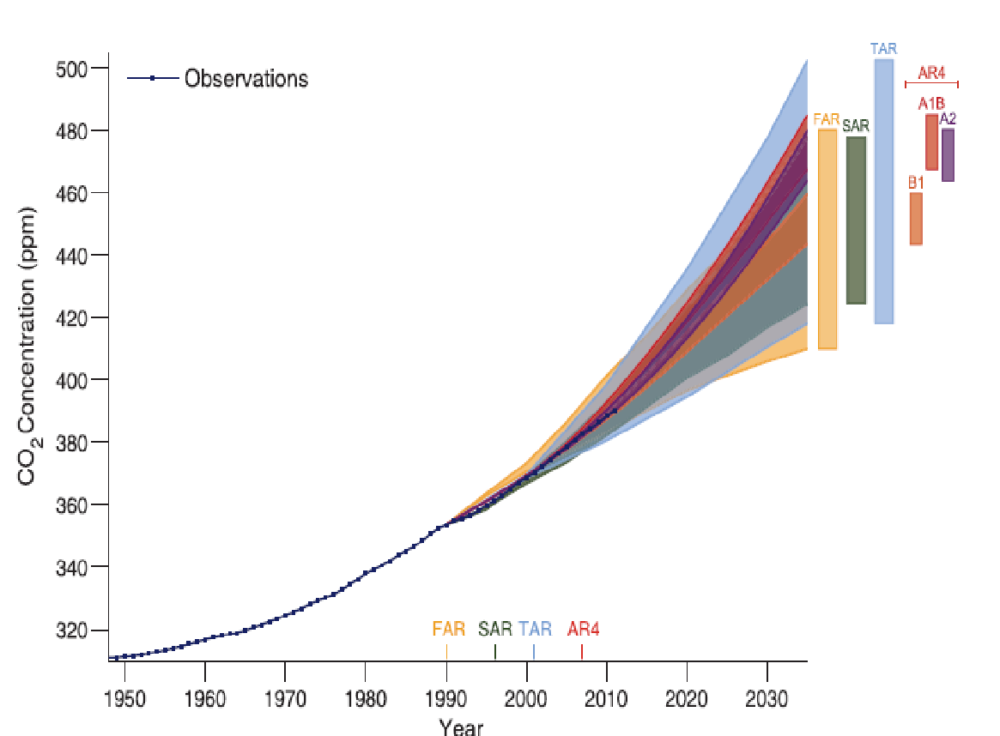 TAR
500
Observations
AR4
A1B
480
FAR
SAR
A2
460
B1
440
420
400
380
360
340
320
CO2 Concentration (ppm)
FAR SAR TAR AR4
1950 1960 1970 1980 1990 2000 2010 2020 2030
Year